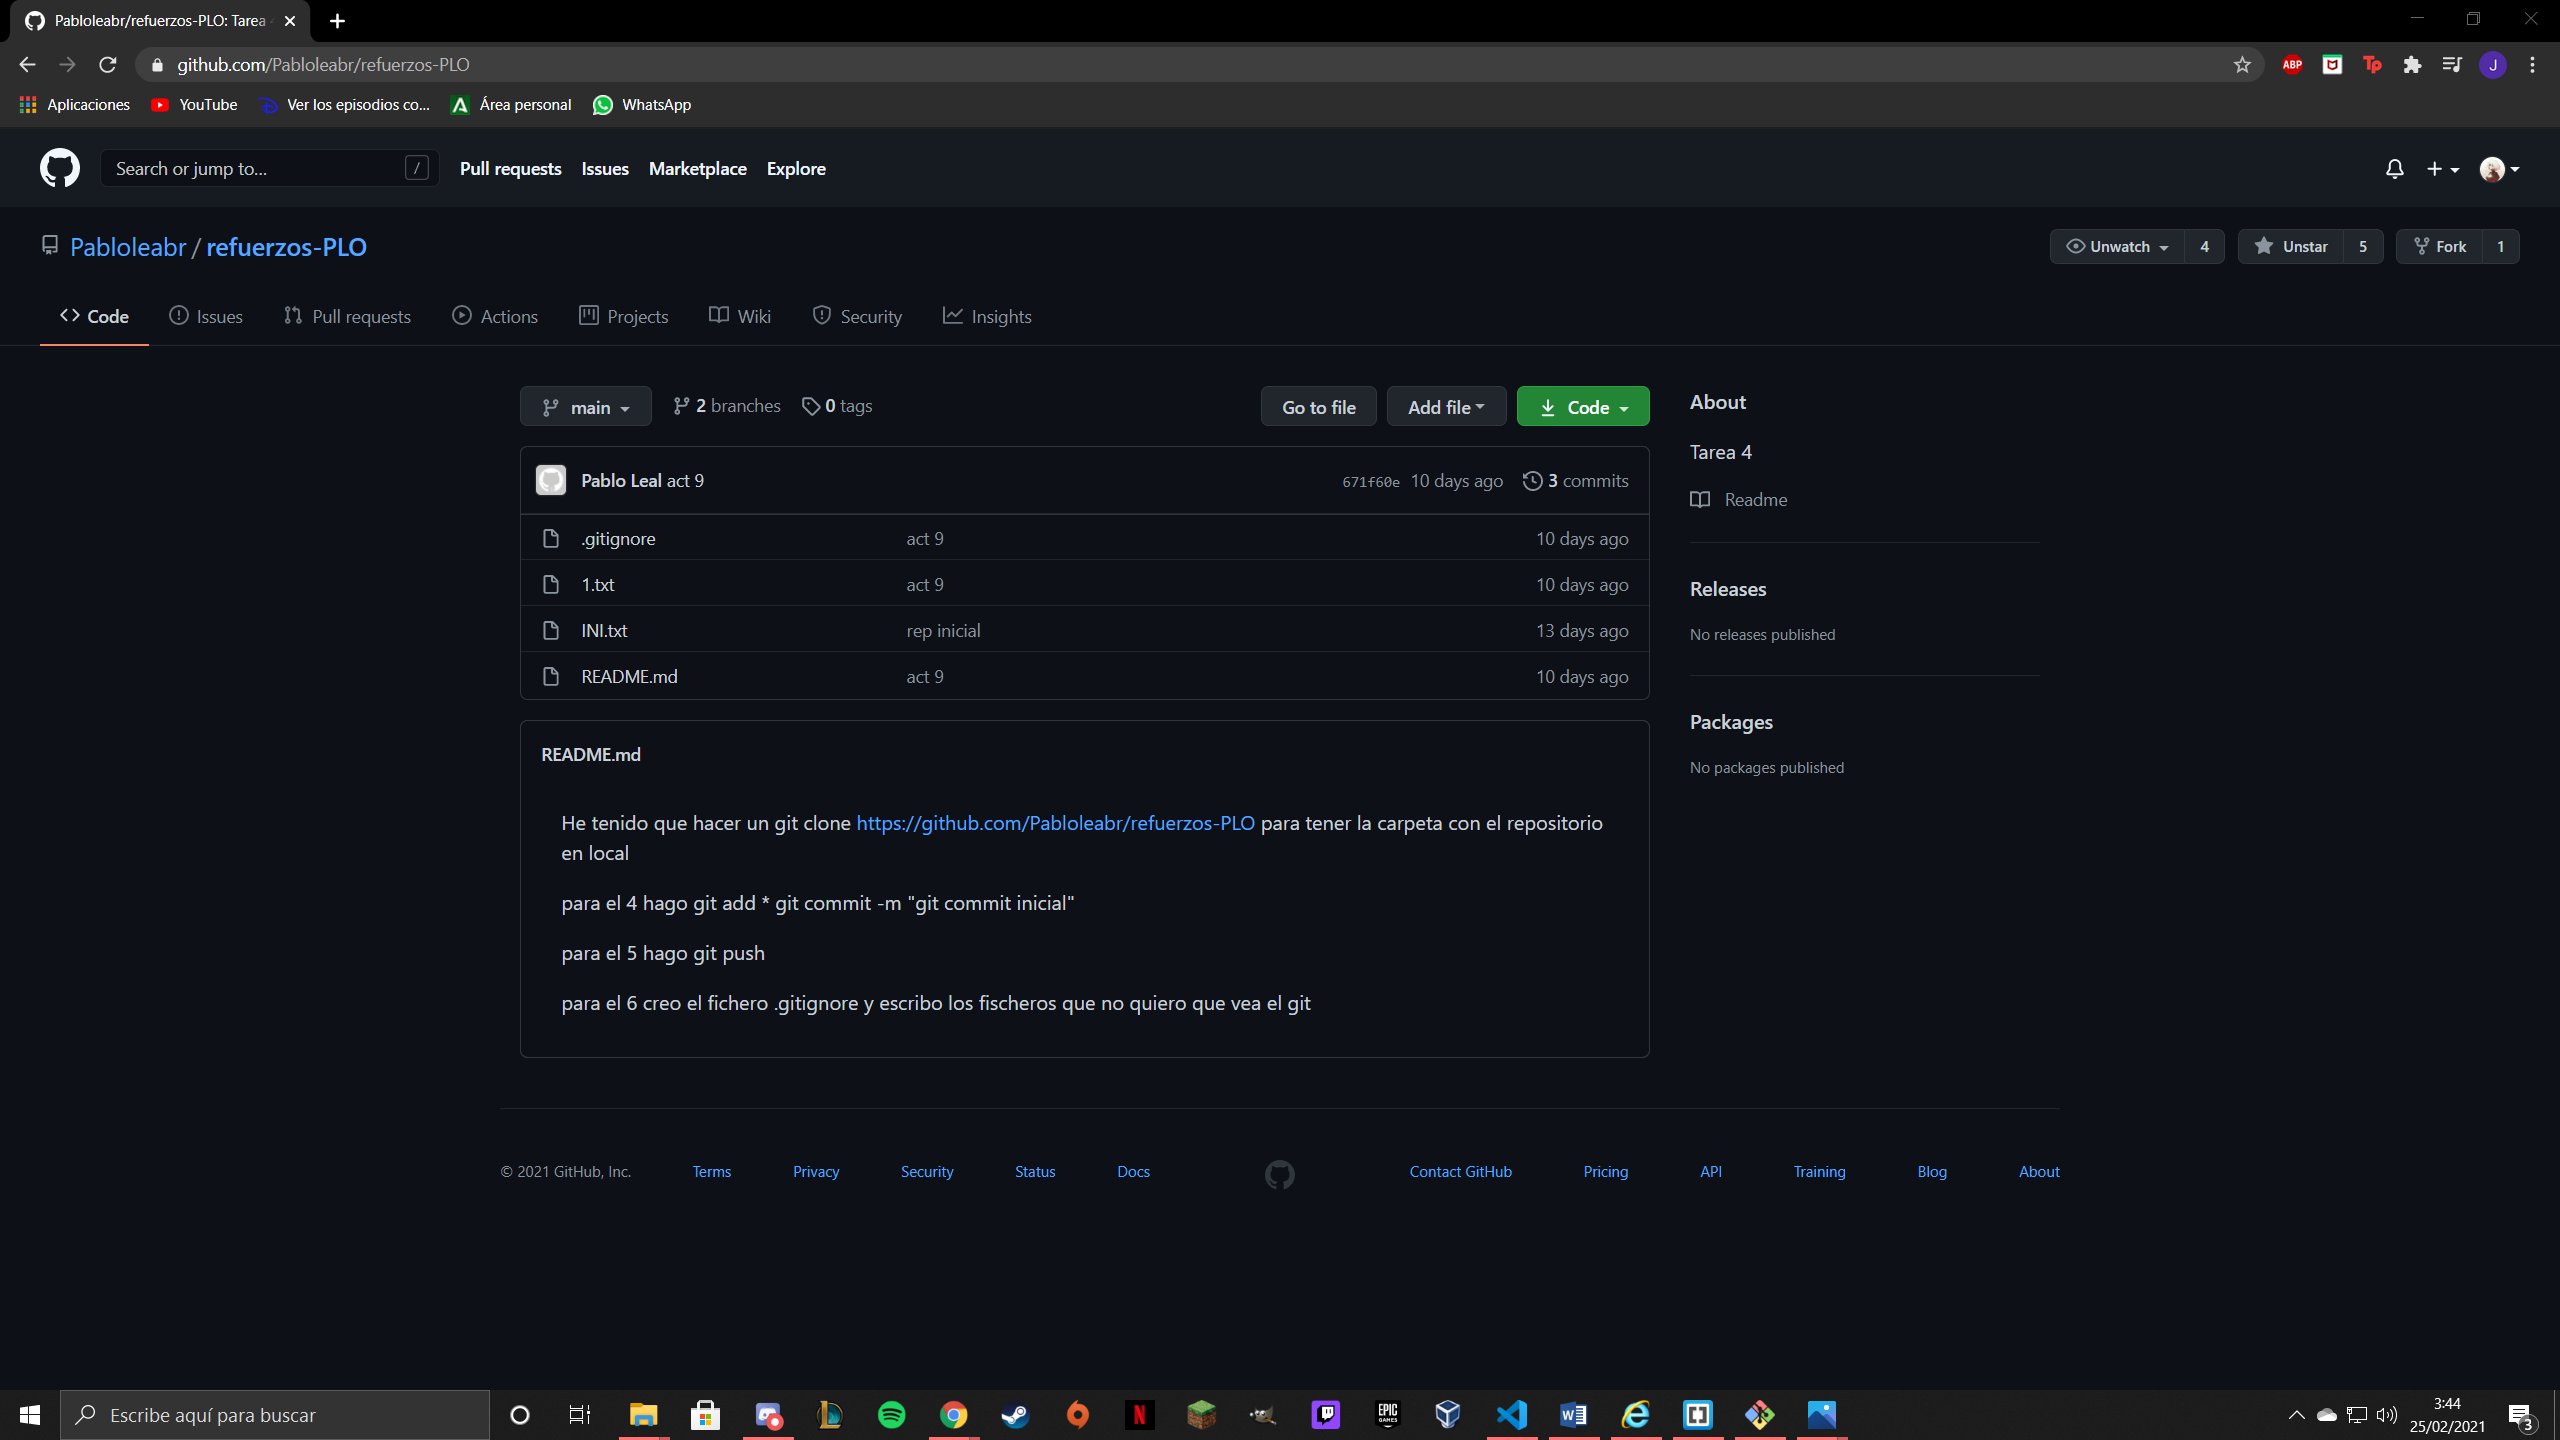 Pabloleabr/refuerzos-PLO: Tarea
github.com/Pabloleabr/refuerzos-PLO
ABP
Tp
J
Aplicaciones
YouTube
Ver los episodios co...
Área personal
WhatsApp
Search or jump to...
/
Pull requests
Issues
Marketplace
Explore
Pabloleabr / refuerzos-PLO
Unwatch 4
Unstar 5
Fork 1
Code
Issues
Pull requests
Actions
Projects
Wiki
Security
Insights
main
2 branches
0 tags
Go to file
Add file
Code
About
Tarea 4
Readme
Pablo Leal act 9
671f60e 10 days ago
3 commits
.gitignore act 9 10 days ago
1.txt act 9 10 days ago
INI.txt rep inicial 13 days ago
README.md act 9 10 days ago
Releases
No releases published
Packages
No packages published
README.md
He tenido que hacer un git clone https://github.com/Pabloleabr/refuerzos-PLO para tener la carpeta con el repositorio
en local
para el 4 hago git add * git commit -m "git commit inicial"
para el 5 hago git push
para el 6 creo el fichero .gitignore y escribo los fischeros que no quiero que vea el git
© 2021 GitHub, Inc.
Terms
Privacy
Security
Status
Docs
Contact GitHub
Pricing
API
Training
Blog
About
Escribe aquí para buscar
N
EPIC
GAMES
3:44
25/02/2021
3